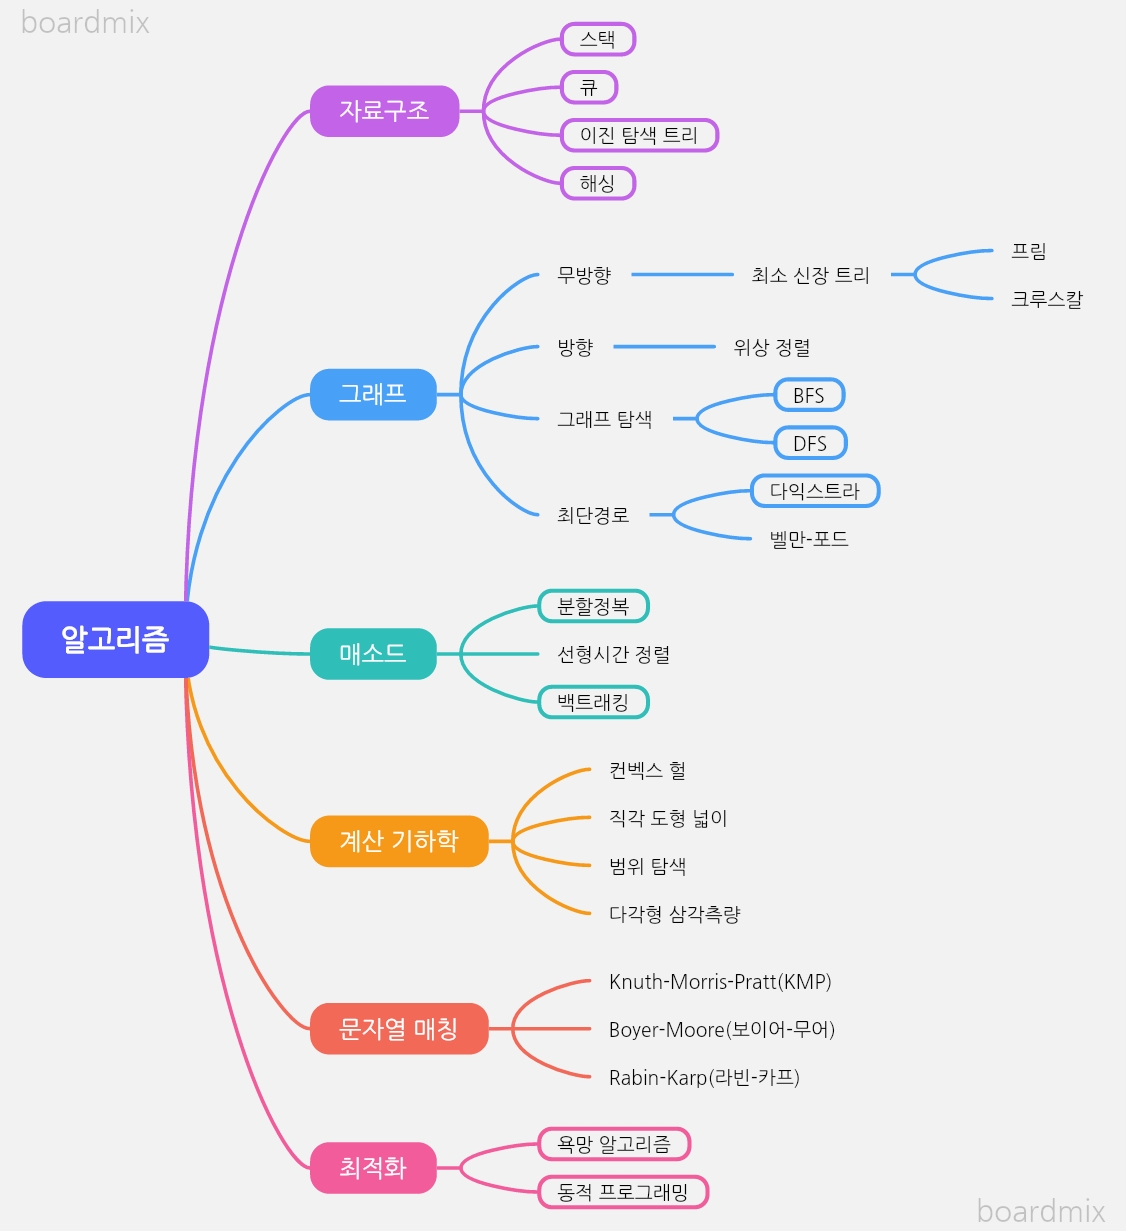 boardmix
알고리즘
자료구조
스택
큐
이진 탐색 트리
해싱
그래프
무방향
최소 신장 트리
프림
크루스칼
방향
위상 정렬
그래프 탐색
BFS
DFS
최단경로
다익스트라
벨만-포드
매소드
분할정복
선형시간 정렬
백트래킹
계산 기하학
컨벡스 헐
직각 도형 넓이
범위 탐색
다각형 삼각측량
문자열 매칭
Knuth-Morris-Pratt(KMP)
Boyer-Moore(보이어-무어)
Rabin-Karp(라빈-카프)
최적화
욕망 알고리즘
동적 프로그래밍
boardmix